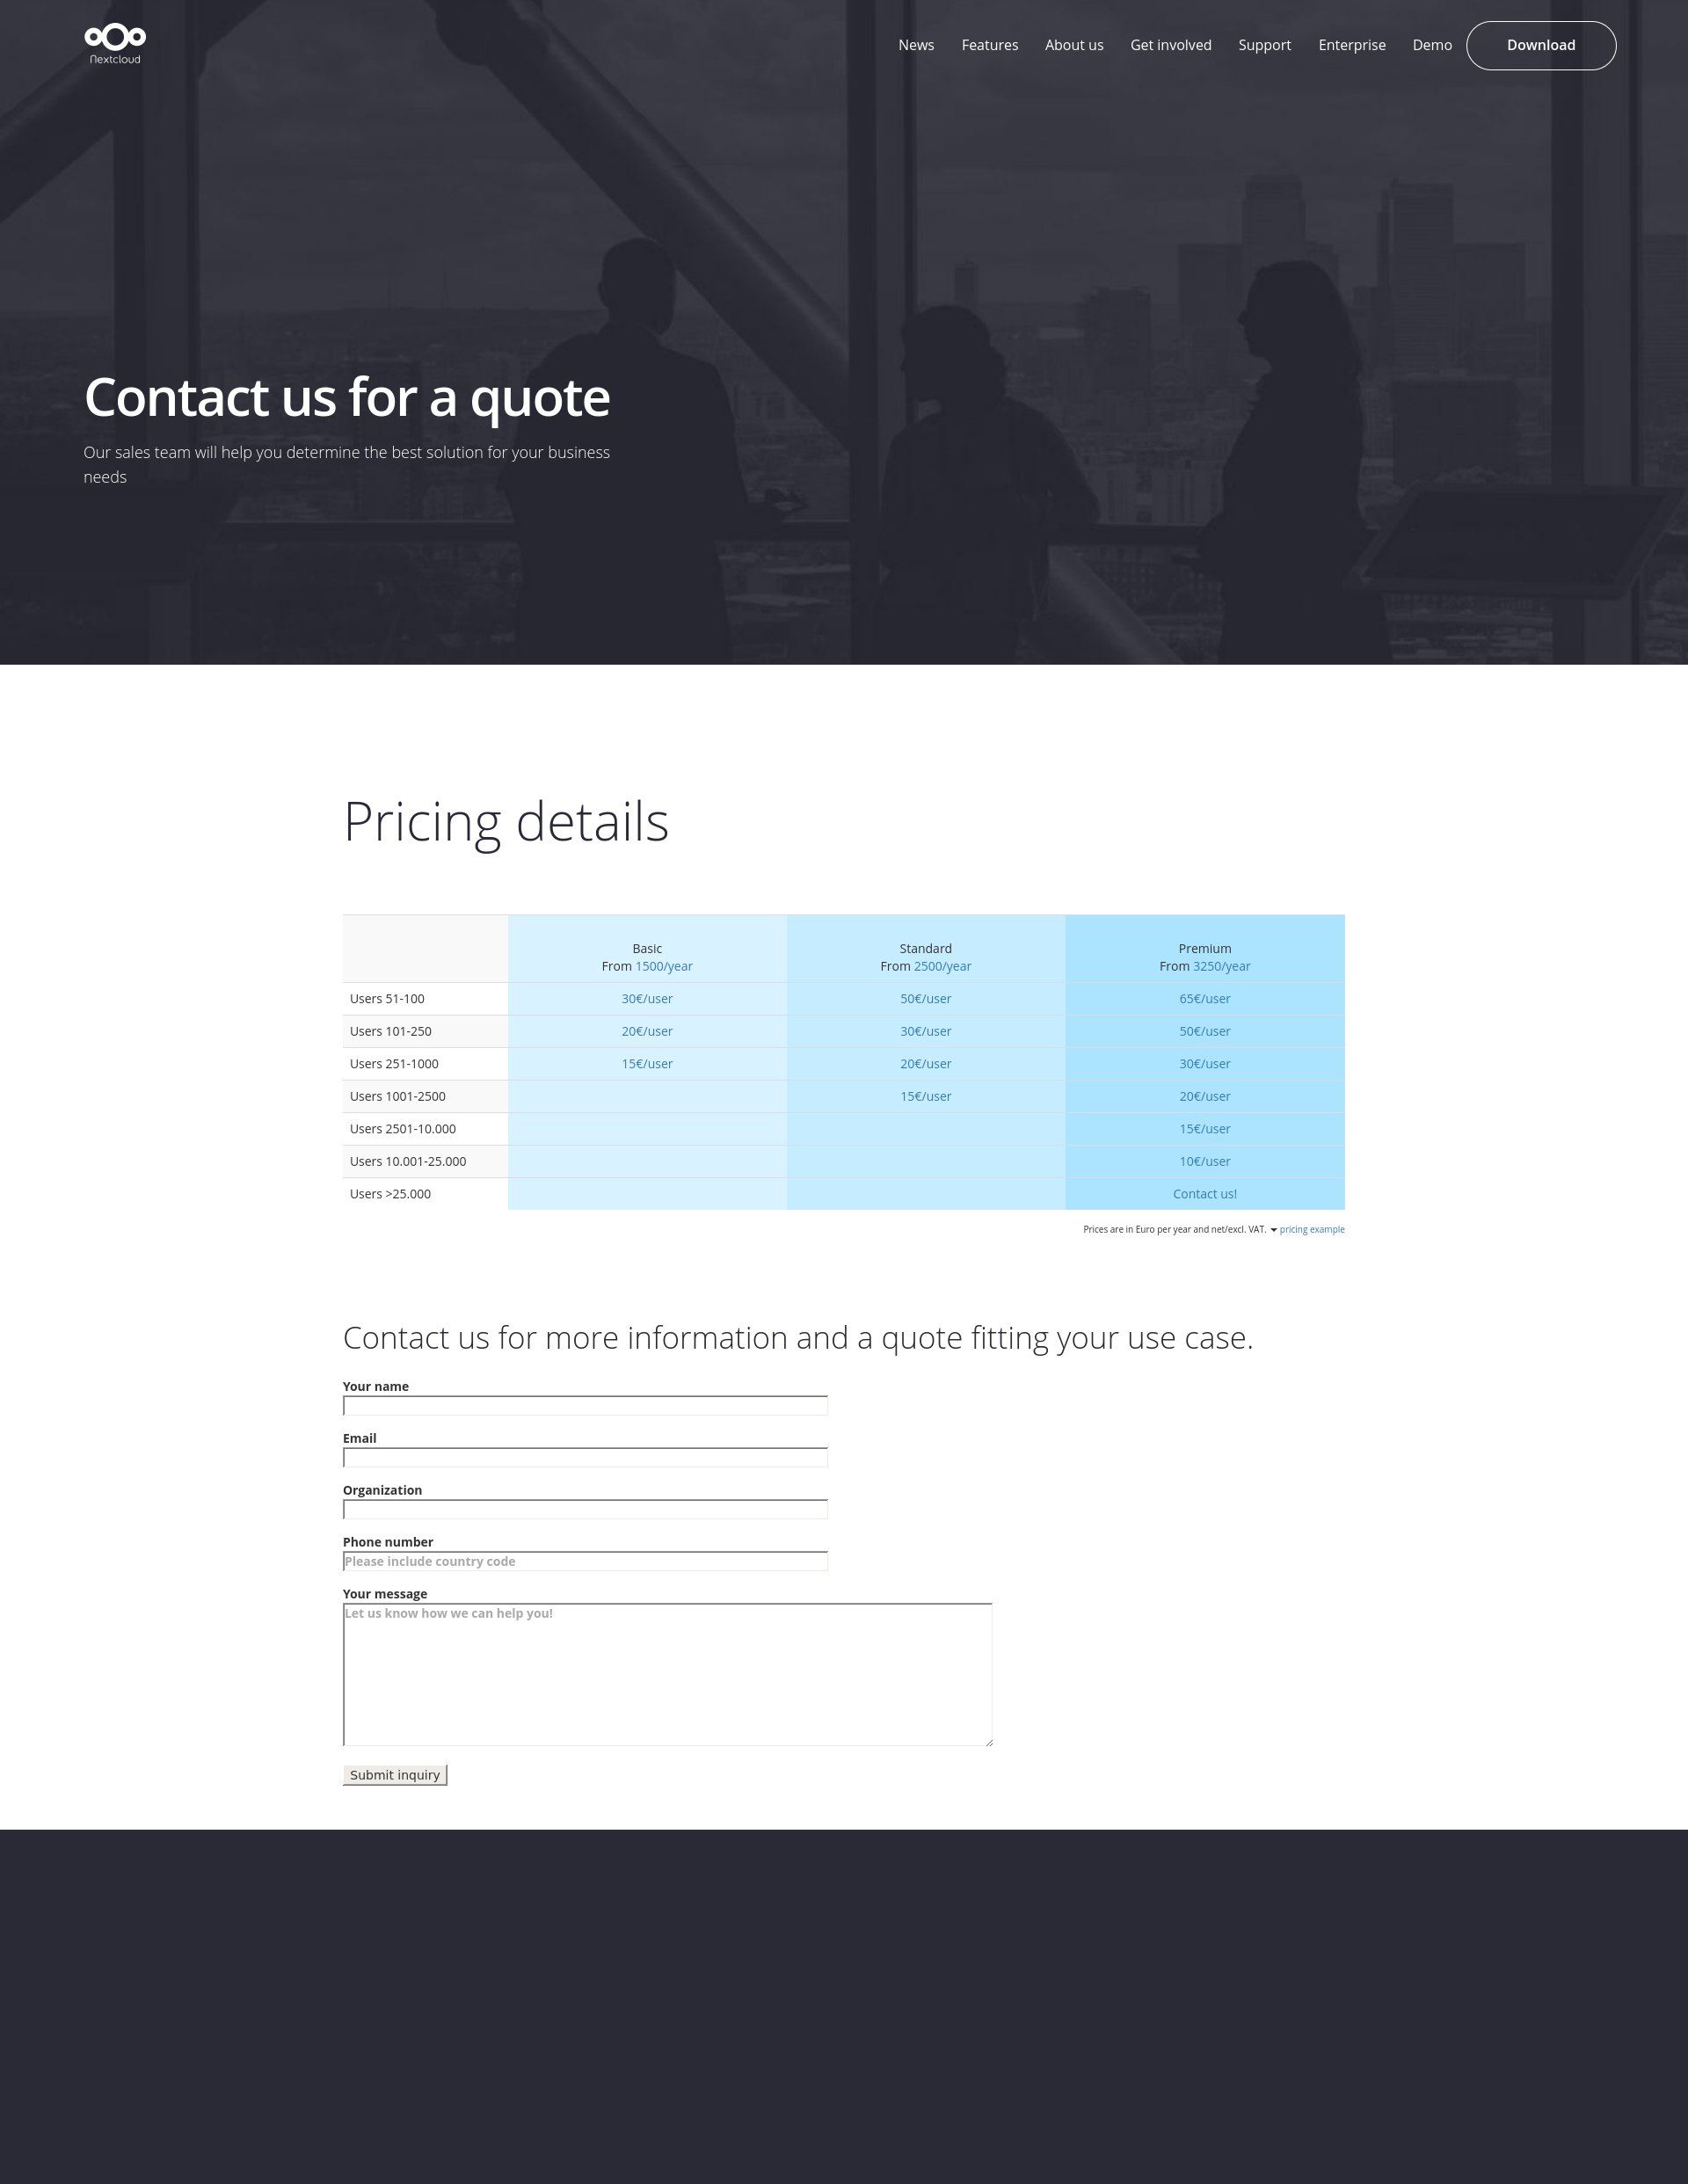 Nextcloud
News Features About us Get involved Support Enterprise Demo Download
Contact us for a quote
Our sales team will help you determine the best solution for your business
needs
Pricing details
Basic Standard Premium
From 1500/year From 2500/year From 3250/year
Users 51-100 30€/user 50€/user 65€/user
Users 101-250 20€/user 30€/user 50€/user
Users 251-1000 15€/user 20€/user 30€/user
Users 1001-2500 15€/user 20€/user
Users 2501-10.000 15€/user
Users 10.001-25.000 10€/user
Users >25.000 Contact us!
Prices are in Euro per year and net/excl. VAT. pricing example
Contact us for more information and a quote fitting your use case.
Your name
Email
Organization
Phone number
Please include country code
Your message
Let us know how we can help you!
Submit inquiry